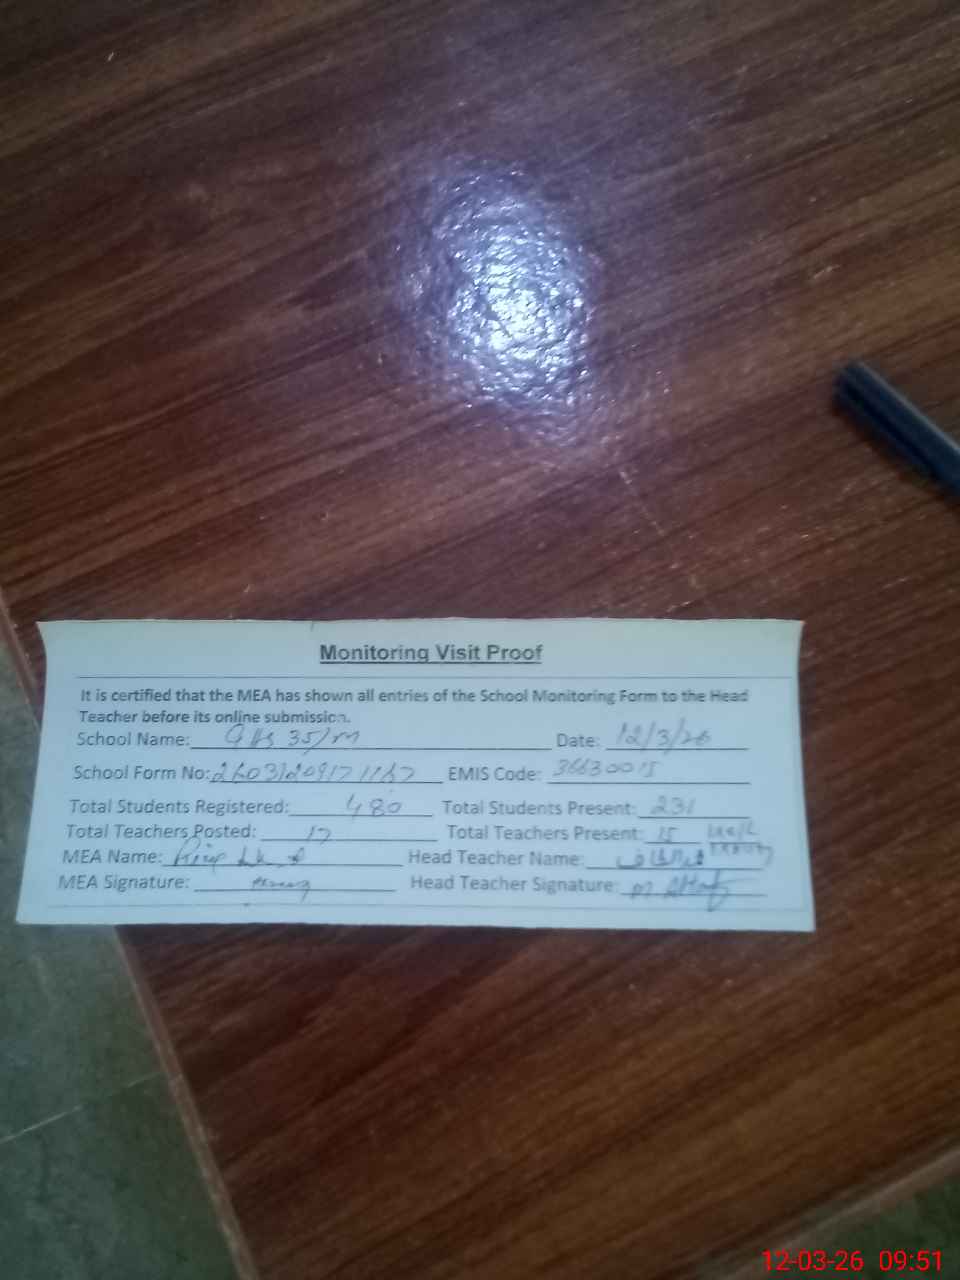 Monitoring Visit Proof
It is certified that the MEA has shown all entries of the School Monitoring Form to the Head
Teacher before its online submission.
School Name: GHS 35/m Date: 12/3/26
School Form No: EMIS Code: 36630015
Total Students Registered: 480 Total Students Present: 231
Total Teachers Posted: 17 Total Teachers Present: 15
MEA Name: Head Teacher Name:
MEA Signature: Head Teacher Signature:
12-03-26 09:51